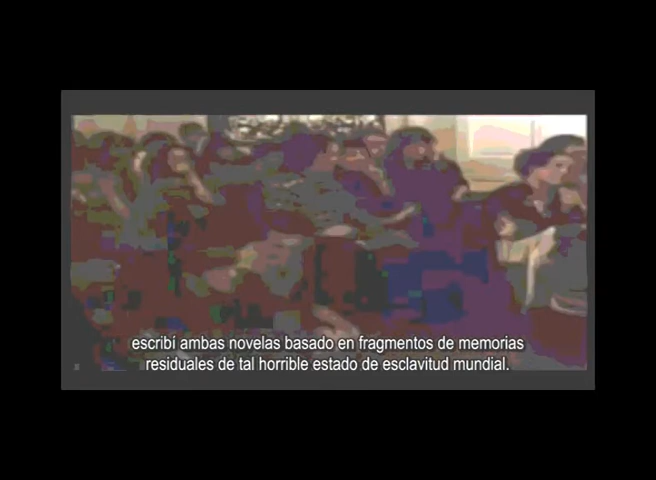 escribí ambas novelas basado en fragmentos de memorias
residuales de tal horrible estado de esclavitud mundial.